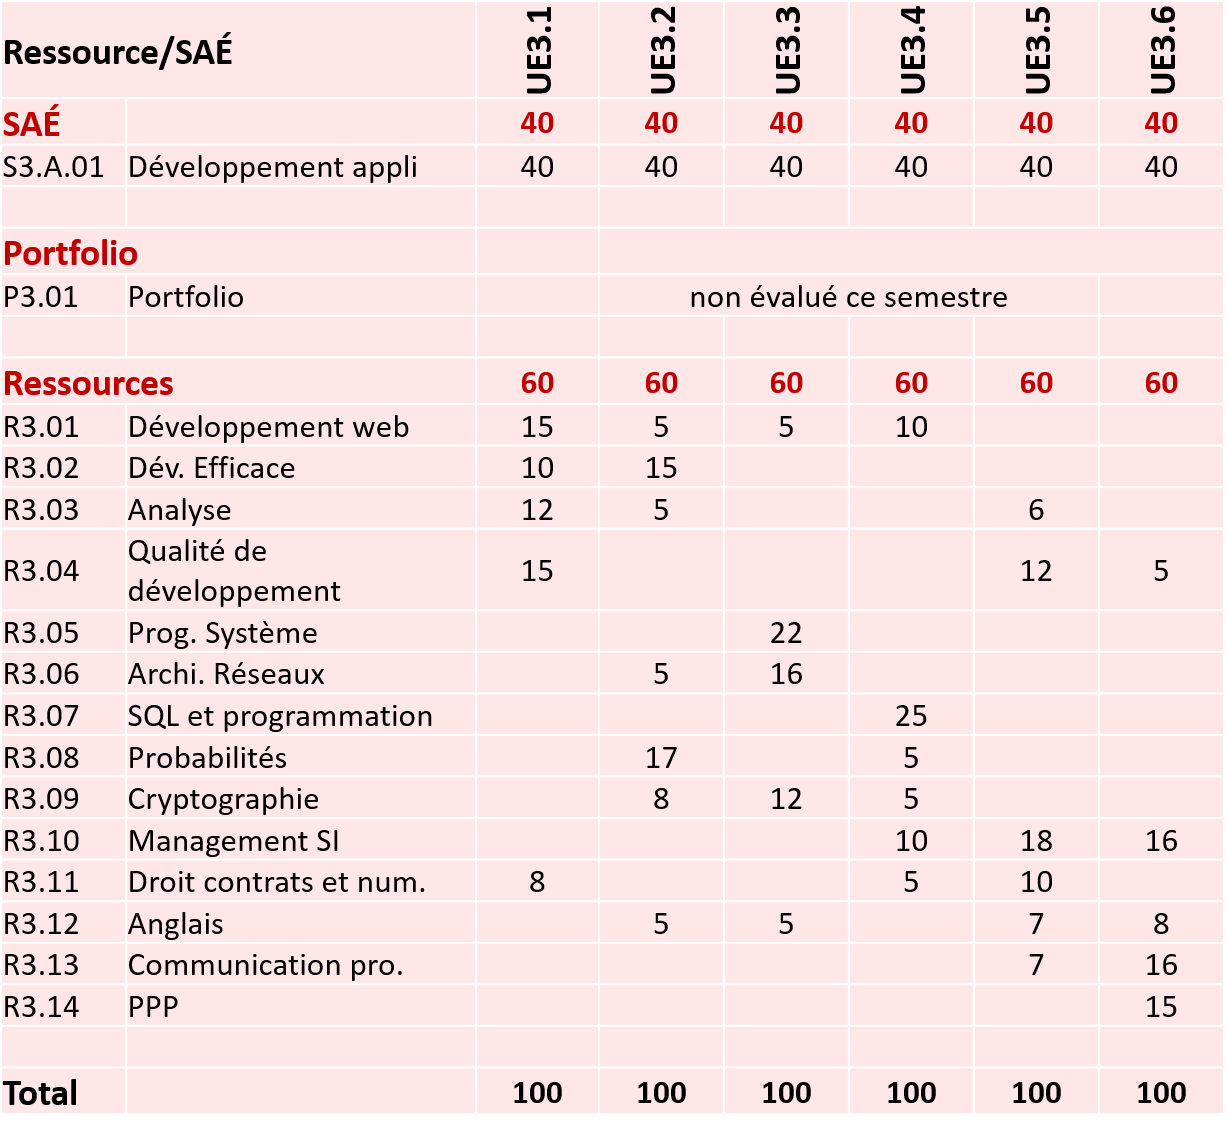 Ressource/SAÉ UE3.1 UE3.2 UE3.3 UE3.4 UE3.5 UE3.6
SAÉ 40 40 40 40 40 40
S3.A.01 Développement appli 40 40 40 40 40 40
Portfolio
P3.01 Portfolio non évalué ce semestre
Ressources 60 60 60 60 60 60
R3.01 Développement web 15 5 5 10
R3.02 Dév. Efficace 10 15
R3.03 Analyse 12 5 6
Qualité de
R3.04 développement 15 12 5
R3.05 Prog. Système 22
R3.06 Archi. Réseaux 5 16
R3.07 SQL et programmation 25
R3.08 Probabilités 17 5
R3.09 Cryptographie 8 12 5
R3.10 Management SI 10 18 16
R3.11 Droit contrats et num. 8 5 10
R3.12 Anglais 5 5 7 8
R3.13 Communication pro. 7 16
R3.14 PPP 15
Total 100 100 100 100 100 100